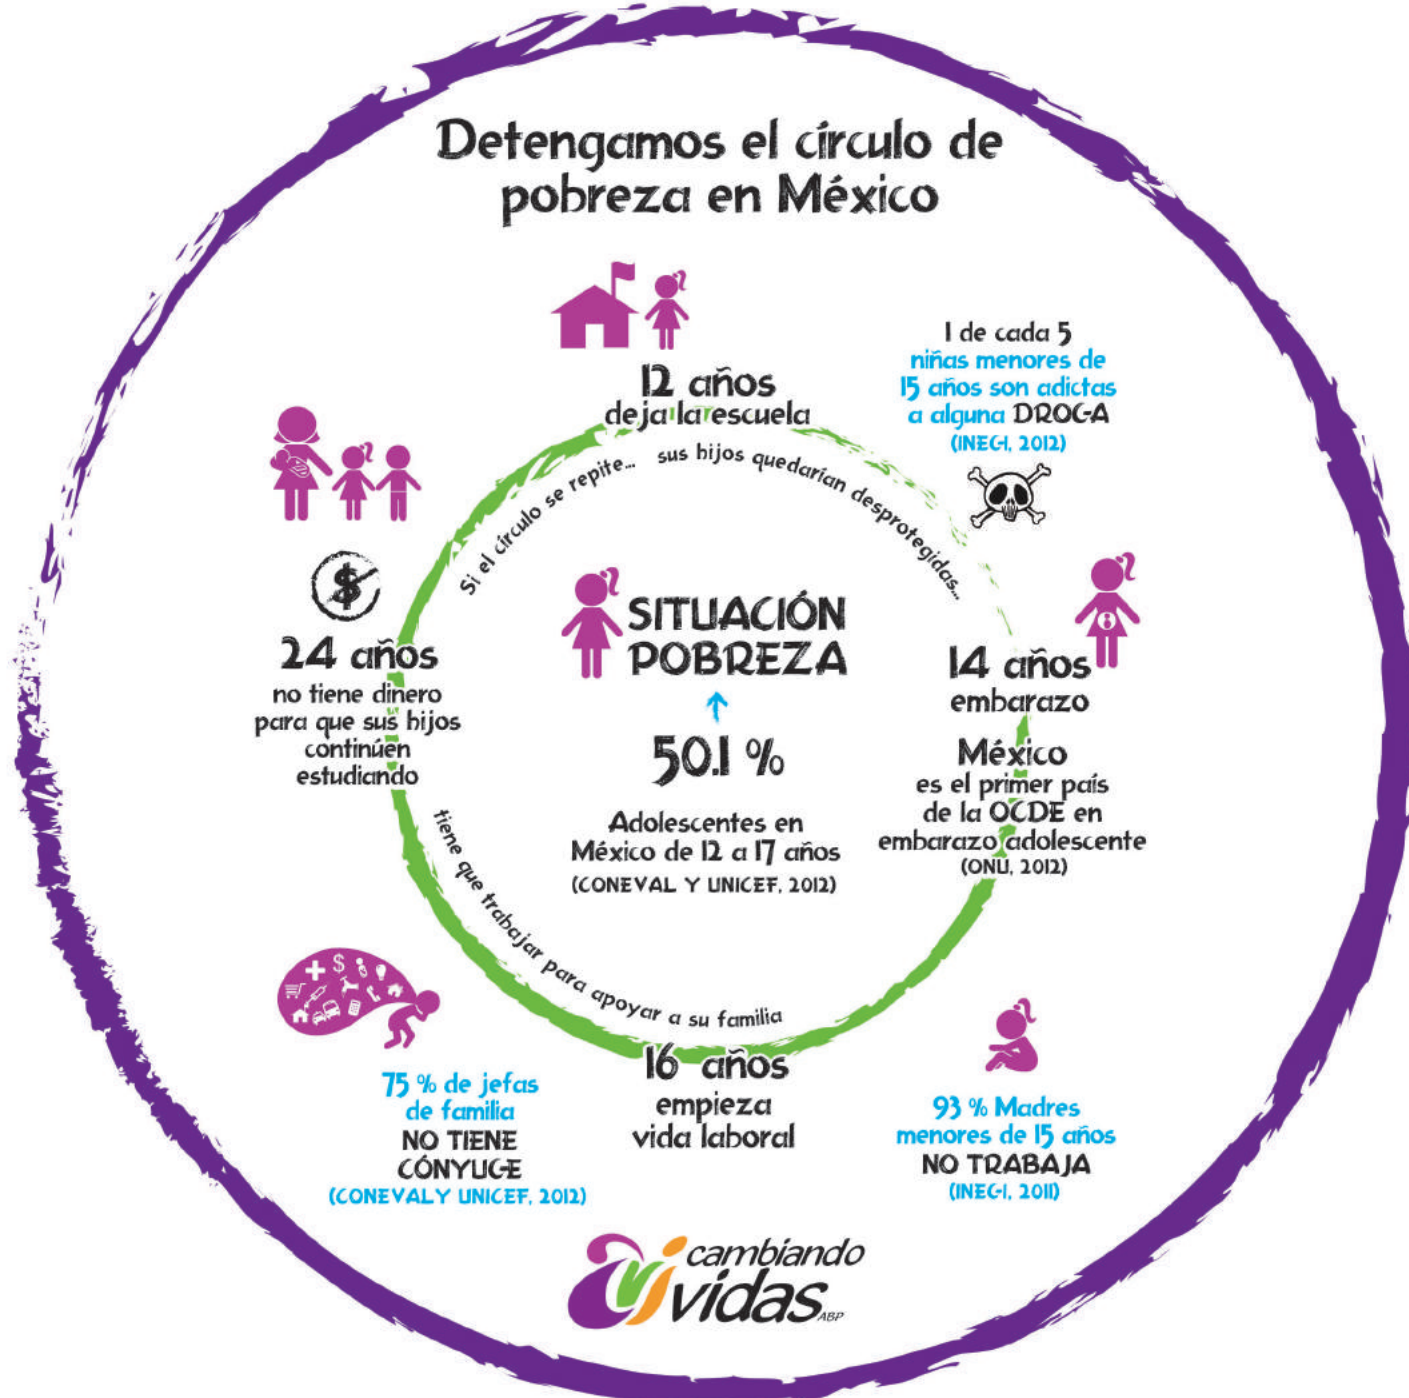 Detengamos el círculo de
pobreza en México
12 años
deja la escuela
1 de cada 5
niñas menores de
15 años son adictas
a alguna DROGA
(INEGI, 2012)
Si el círculo se repite... sus hijos quedarían desprotegidas...
SITUACIÓN
POBREZA
50.1 %
Adolescentes en
México de 12 a 17 años
(CONEVAL Y UNICEF, 2012)
14 años
embarazo
México
es el primer país
de la OCDE en
embarazo adolescente
(ONU, 2012)
$
24 años
no tiene dinero
para que sus hijos
continúen
estudiando
tiene que trabajar para apoyar a su familia
$
16 años
empieza
vida laboral
75 % de jefas
de familia
NO TIENE
CÓNYUGE
(CONEVAL Y UNICEF, 2012)
93 % Madres
menores de 15 años
NO TRABAJA
(INEGI, 2011)
cambiando
vidas ABP